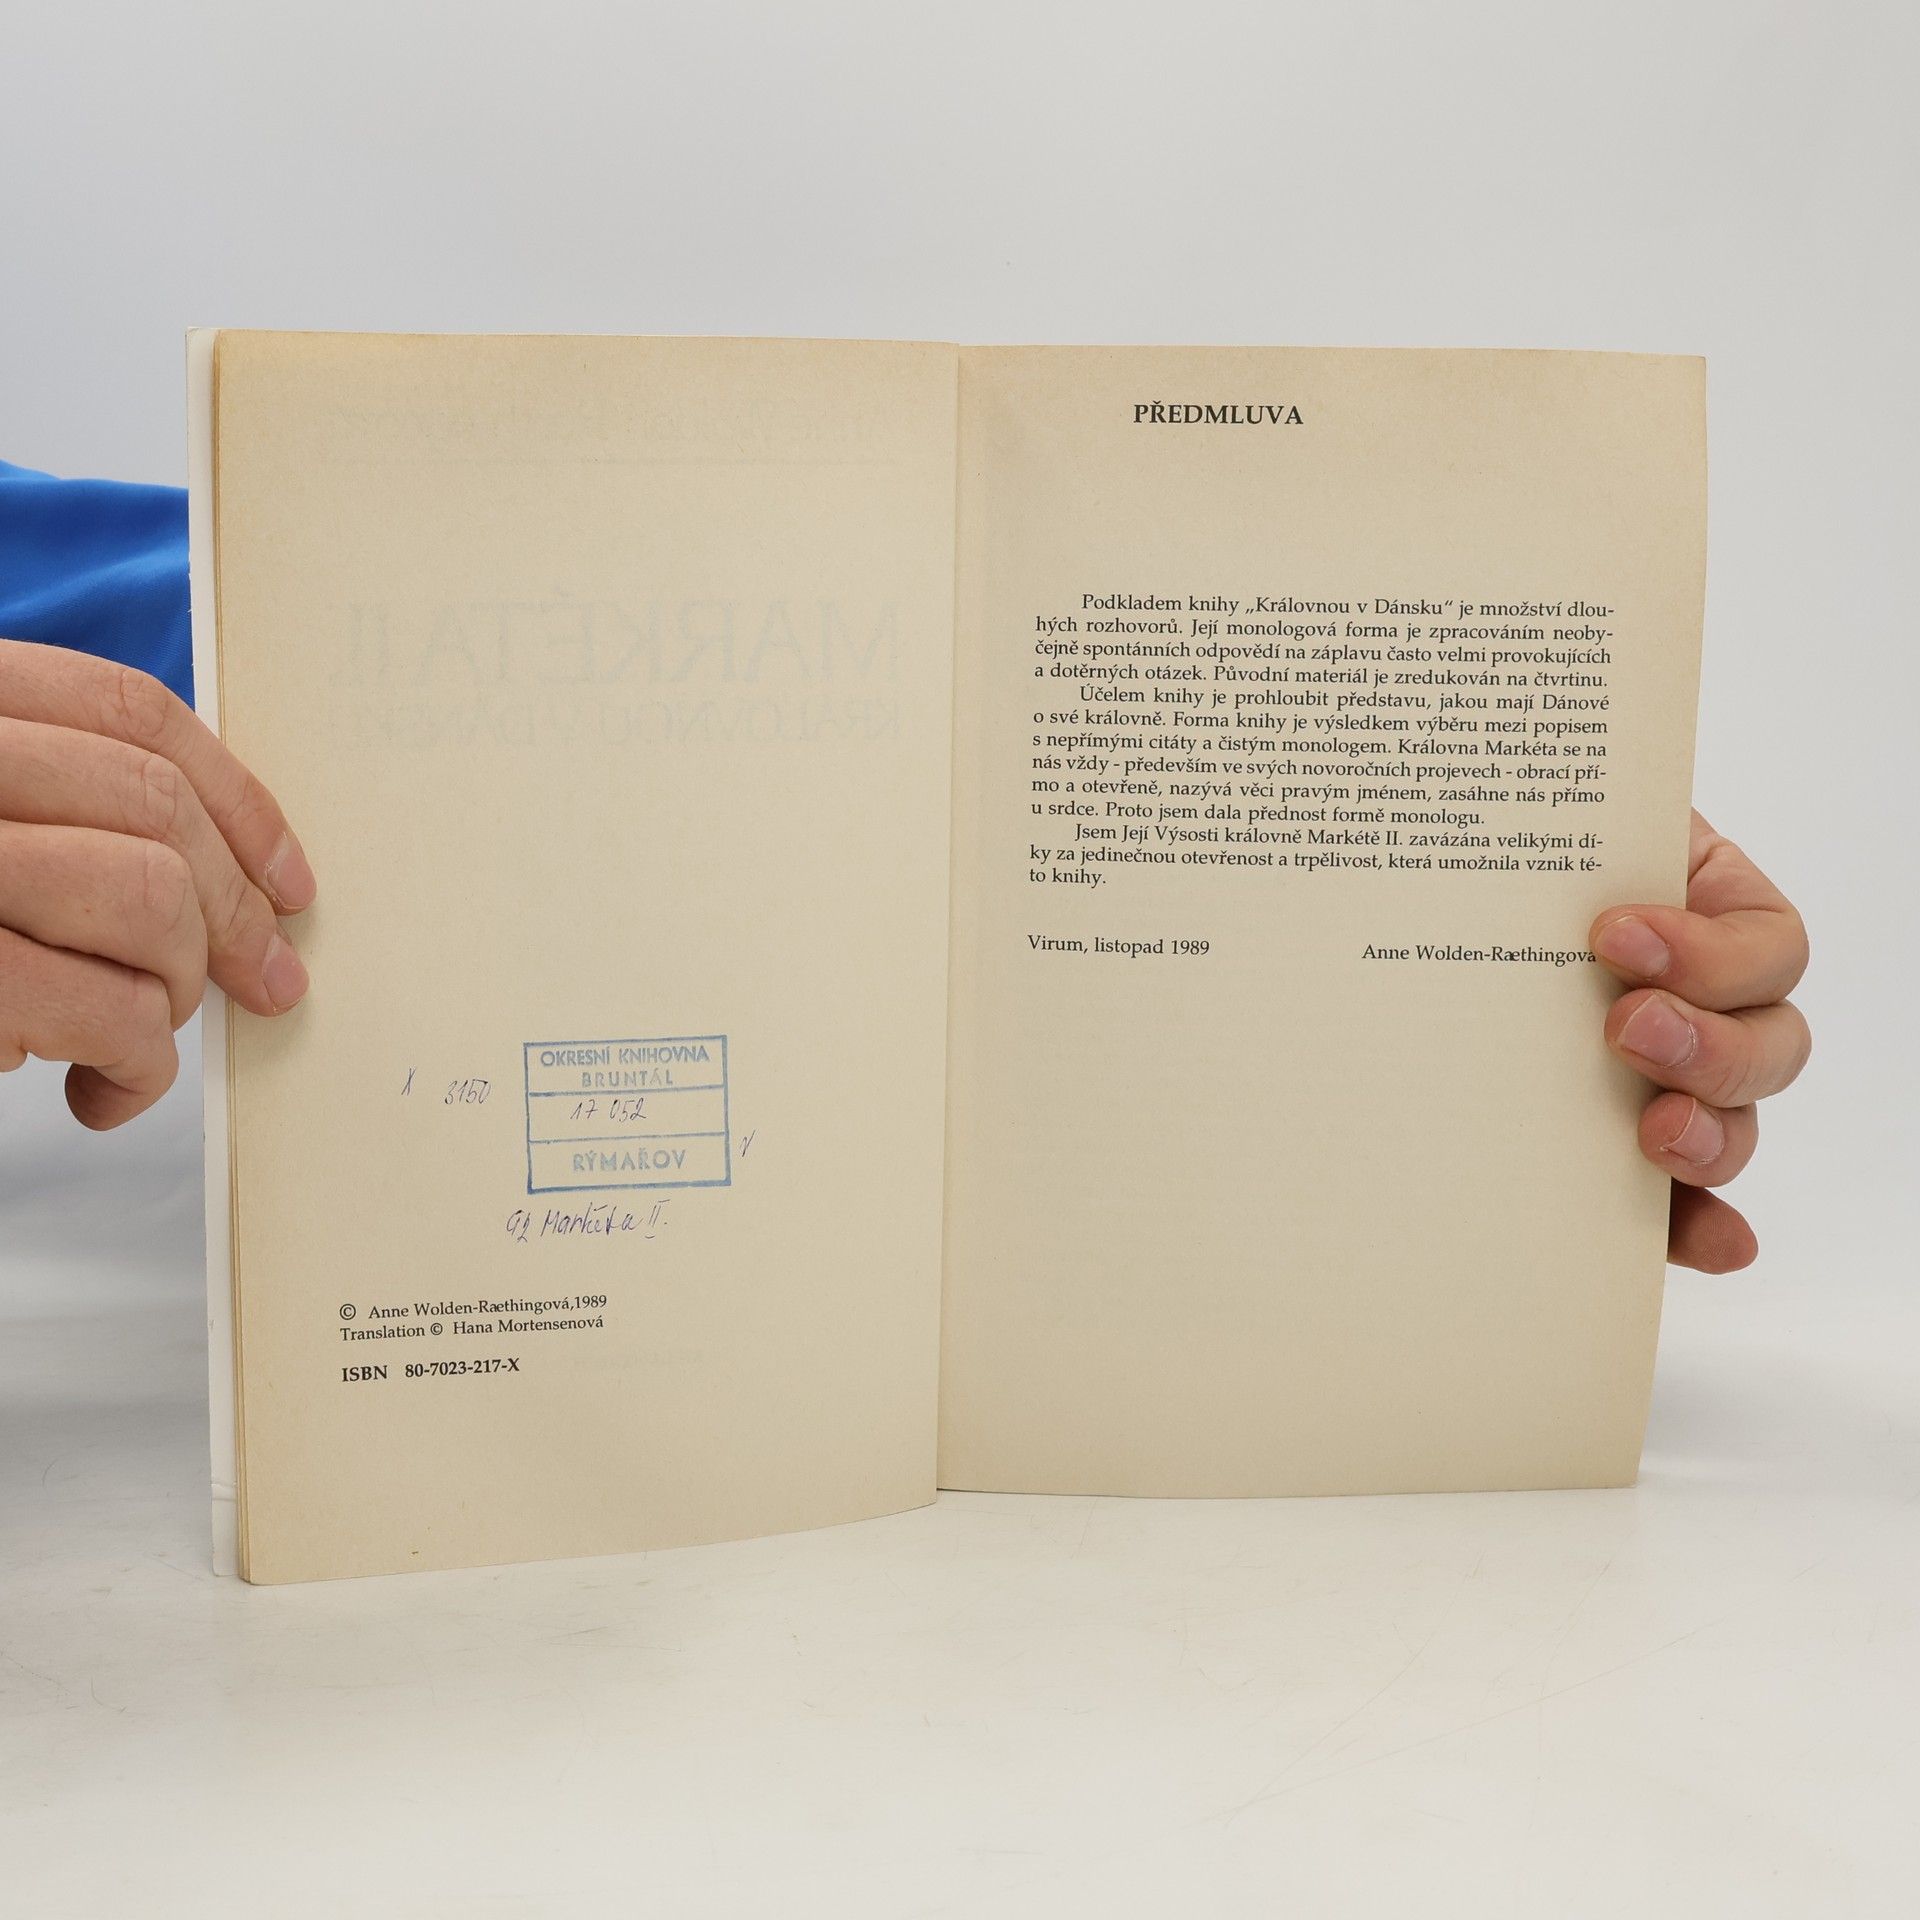 X 3150
OKRESNÍ KNIHOVNA
BRUNTÁL
17 052
RÝMAŘOV
92 Markéta II.
© Anne Wolden-Ræthingová,1989
Translation © Hana Mortensenová
ISBN 80-7023-217-X
PŘEDMLUVA
Podkladem knihy „Královnou v Dánsku“ je množství dlou-
hých rozhovorů. Její monologová forma je zpracováním neoby-
čejně spontánních odpovědí na záplavu často velmi provokujících
a dotěrných otázek. Původní materiál je zredukován na čtvrtinu.
Účelem knihy je prohloubit představu, jakou mají Dánové
o své královně. Forma knihy je výsledkem výběru mezi popisem
s nepřímými citáty a čistým monologem. Královna Markéta se na
nás vždy - především ve svých novoročních projevech - obrací pří-
mo a otevřeně, nazývá věci pravým jménem, zasáhne nás přímo
u srdce. Proto jsem dala přednost formě monologu.
Jsem Její Výsosti královně Markétě II. zavázána velikými dí-
ky za jedinečnou otevřenost a trpělivost, která umožnila vznik té-
to knihy.
Virum, listopad 1989 Anne Wolden-Ræthingová